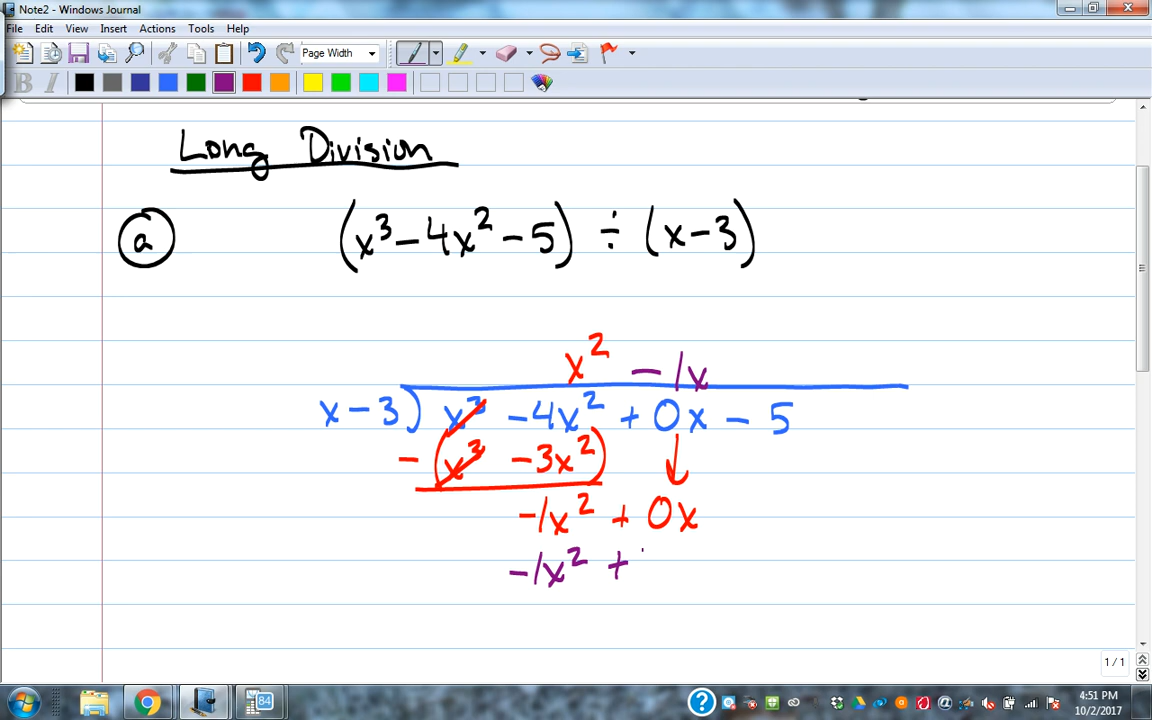 Note2 - Windows Journal
File Edit View Insert Actions Tools Help
Page Width
B I
Long Division
a (x³ - 4x² - 5) ÷ (x - 3)
x² - 1x
x - 3) x³ - 4x² + 0x - 5
- (x³ - 3x²)
-1x² + 0x
-1x² +
1 / 1
84
4:51 PM
10/2/2017